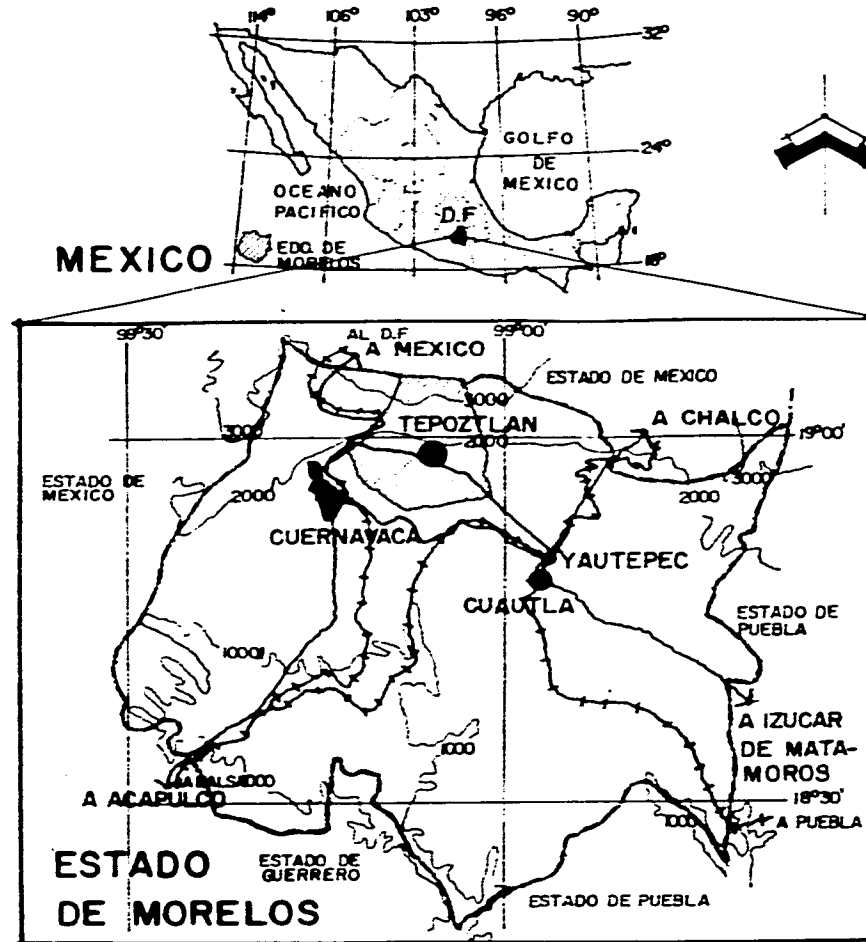 114° 106° 103° 96° 90°
32°
GOLFO
DE
MEXICO
24°
OCEANO
PACIFICO
D.F
MEXICO
EDO. DE
MORELOS
18°
99°30'
AL D.F
99°00'
A MEXICO
ESTADO DE MEXICO
3000
TEPOZTLAN
A CHALCO
3000
2000
19°00'
ESTADO DE
MEXICO
2000
2000
3000
CUERNAVACA
YAUTEPEC
CUAUTLA
ESTADO DE
PUEBLA
1000
A IZUCAR
DE MATA-
MOROS
1000
1000
A ACAPULCO
18°30'
1000
A PUEBLA
ESTADO DE
GUERRERO
ESTADO
DE MORELOS
ESTADO DE PUEBLA